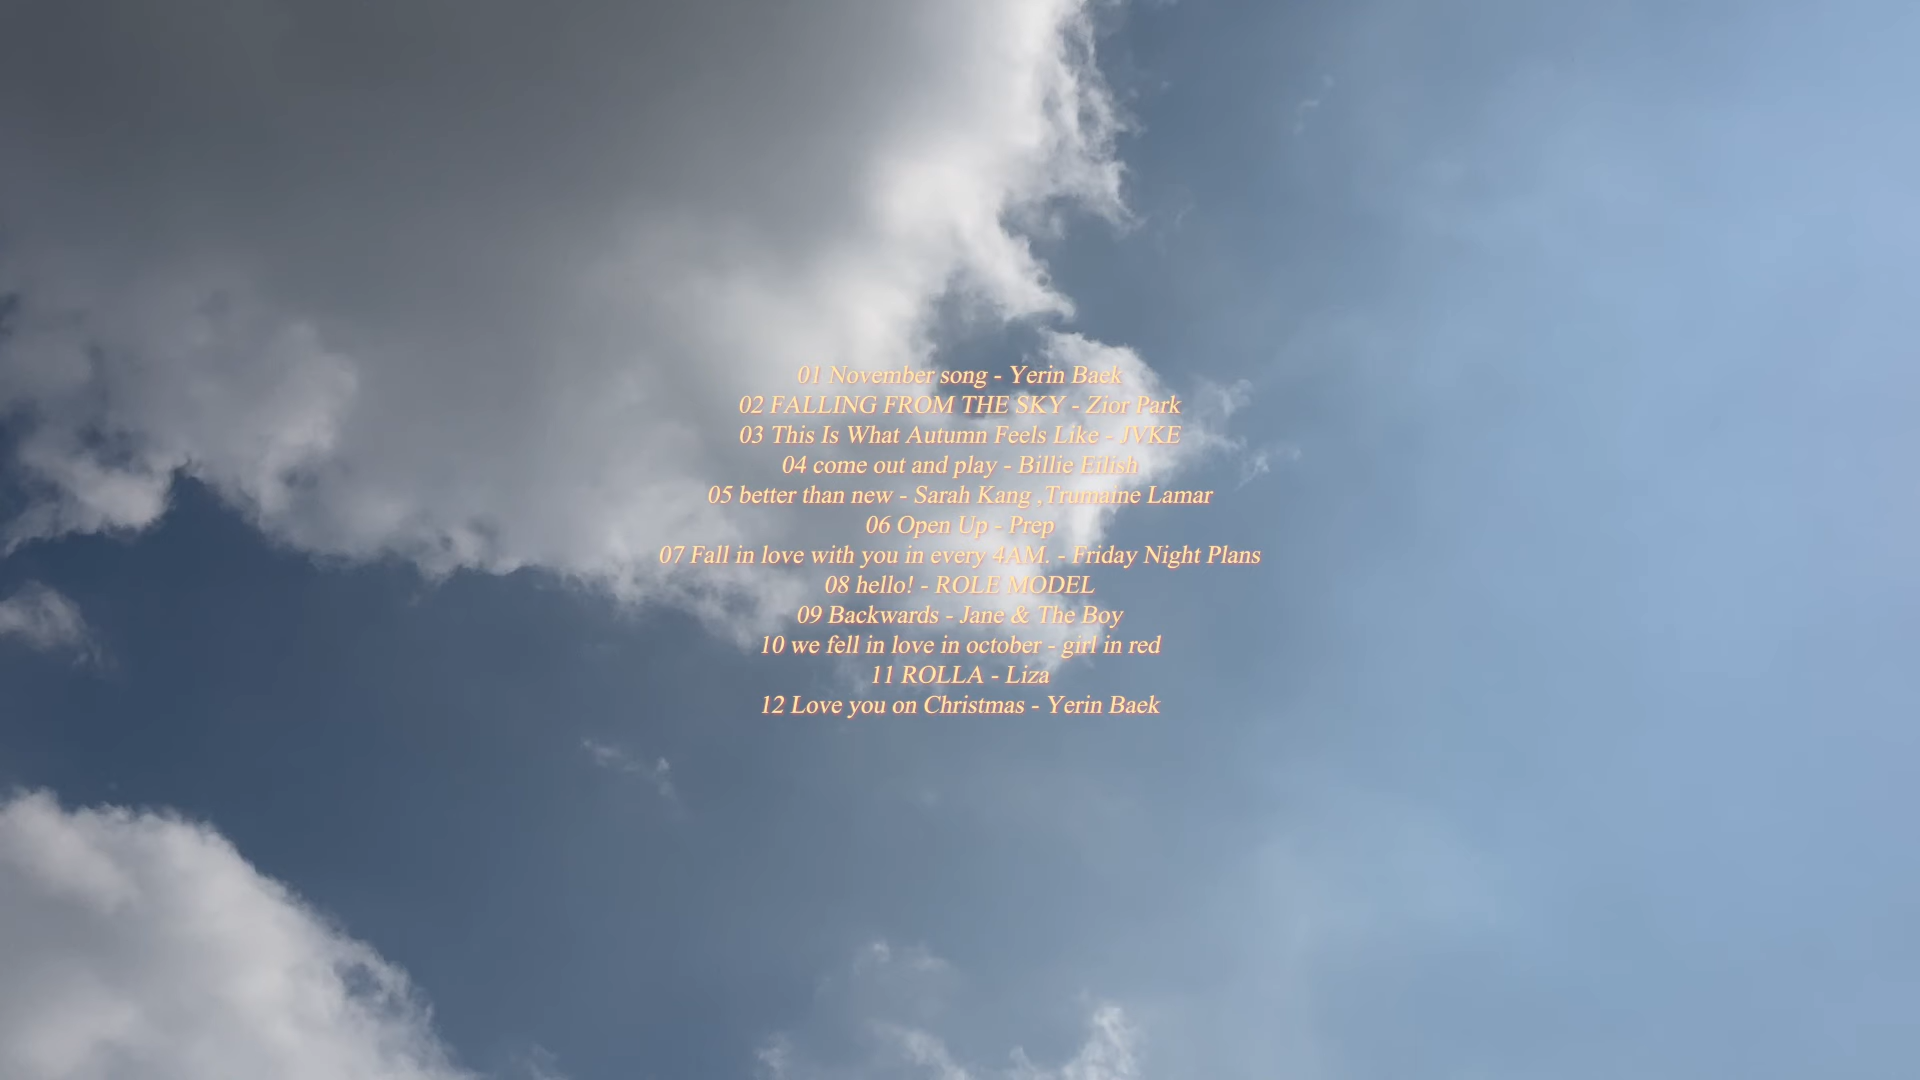 01 November song - Yerin Baek
02 FALLING FROM THE SKY - Zior Park
03 This Is What Autumn Feels Like - JVKE
04 come out and play - Billie Eilish
05 better than new - Sarah Kang ,Trumaine Lamar
06 Open Up - Prep
07 Fall in love with you in every 4AM. - Friday Night Plans
08 hello! - ROLE MODEL
09 Backwards - Jane & The Boy
10 we fell in love in october - girl in red
11 ROLLA - Liza
12 Love you on Christmas - Yerin Baek